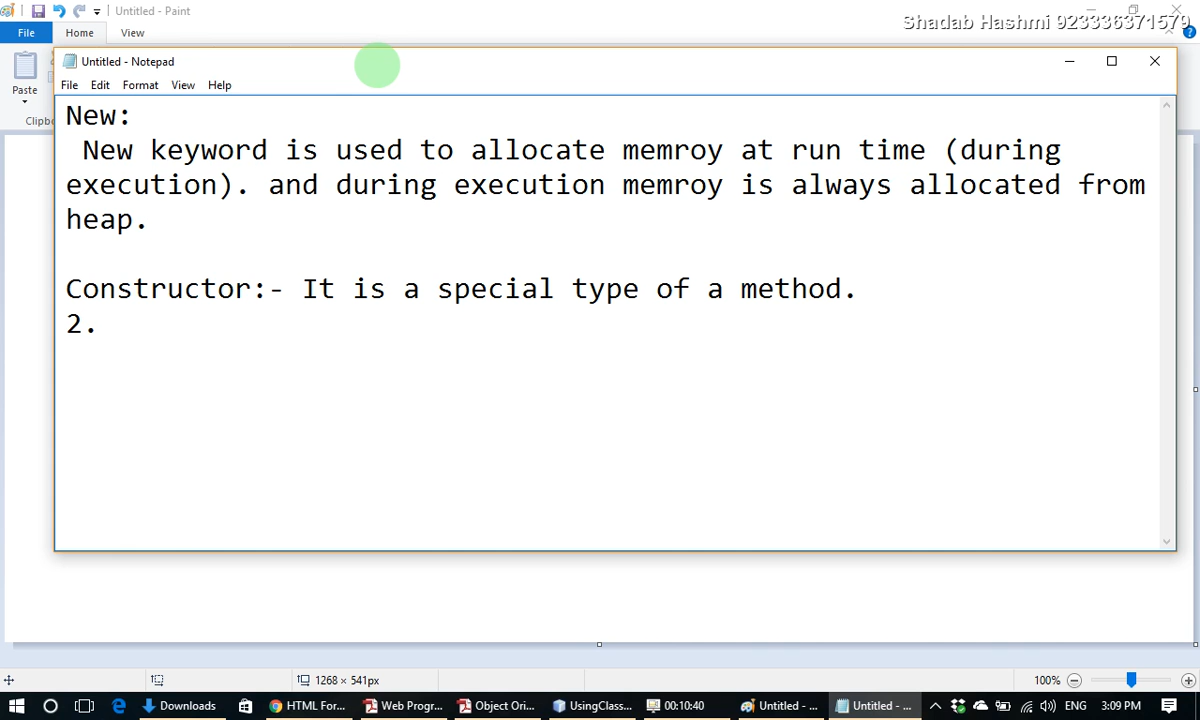 Untitled - Paint
Shadab Hashmi 923336371579
File Home View
Untitled - Notepad
Paste
File Edit Format View Help
Clipb
New:
New keyword is used to allocate memroy at run time (during
execution). and during execution memroy is always allocated from
heap.
Constructor:- It is a special type of a method.
2.
1268 × 541px
100%
Downloads
HTML For...
Web Progr...
Object Ori...
UsingClass...
00:10:40
Untitled - ...
Untitled - ...
ENG
3:09 PM